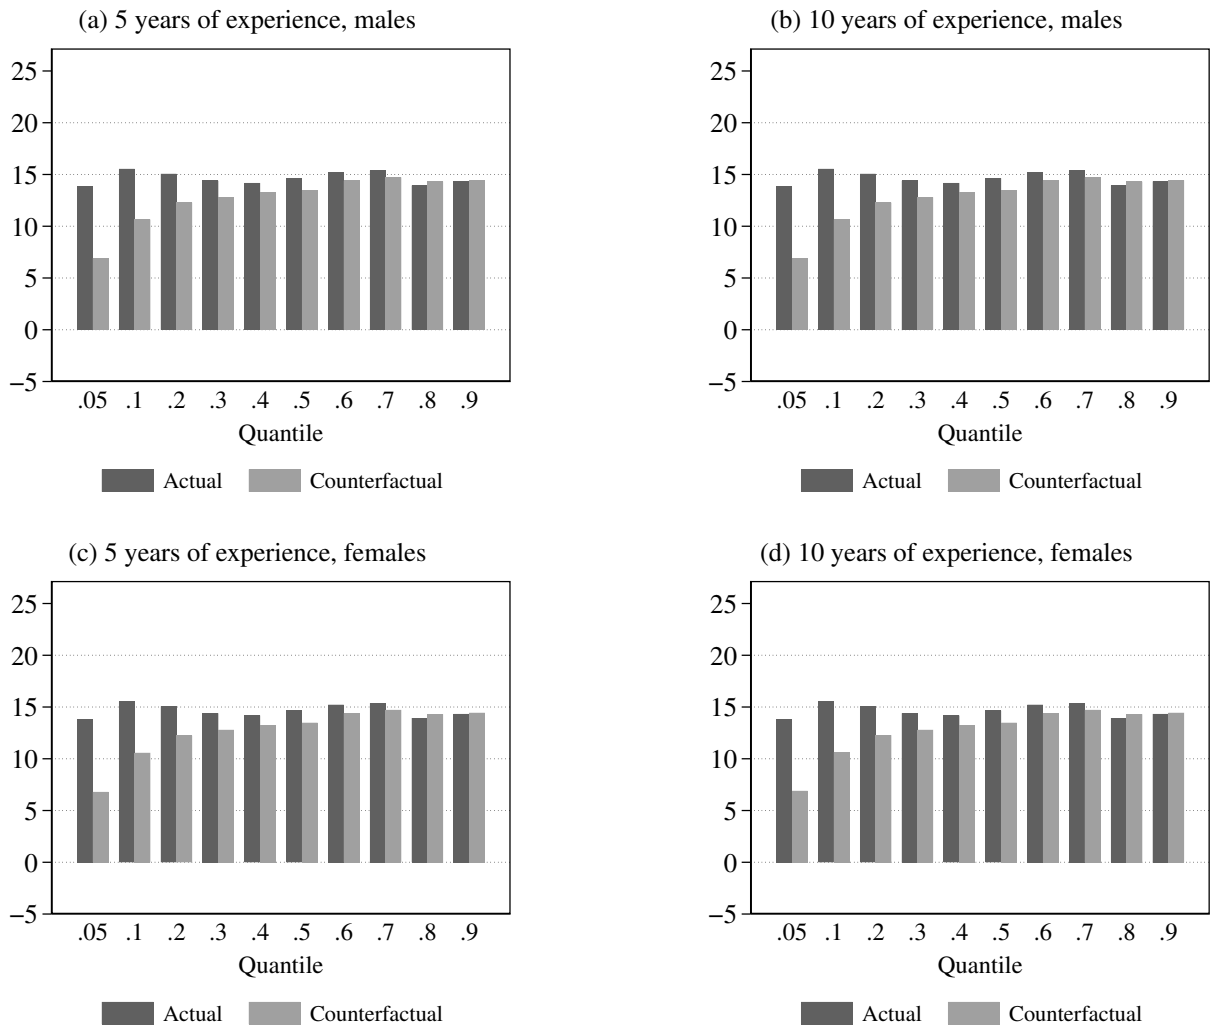 (a) 5 years of experience, males
25
20
15
10
5
0
−5
.05 .1 .2 .3 .4 .5 .6 .7 .8 .9
Quantile
Actual Counterfactual
(b) 10 years of experience, males
25
20
15
10
5
0
−5
.05 .1 .2 .3 .4 .5 .6 .7 .8 .9
Quantile
Actual Counterfactual
(c) 5 years of experience, females
25
20
15
10
5
0
−5
.05 .1 .2 .3 .4 .5 .6 .7 .8 .9
Quantile
Actual Counterfactual
(d) 10 years of experience, females
25
20
15
10
5
0
−5
.05 .1 .2 .3 .4 .5 .6 .7 .8 .9
Quantile
Actual Counterfactual